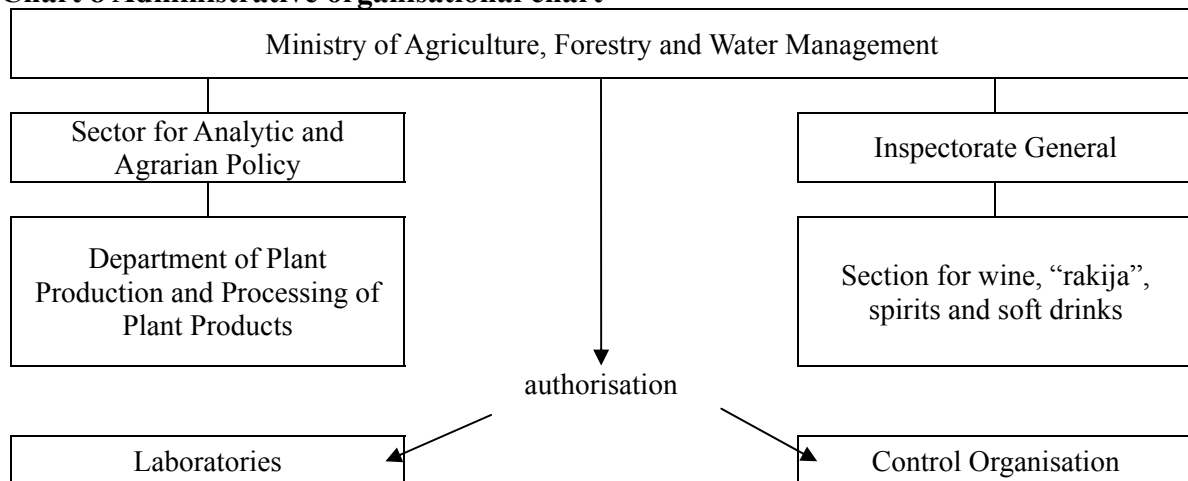 Chart 8 Administrative organisational chart
Ministry of Agriculture, Forestry and Water Management
Sector for Analytic and
Agrarian Policy
Inspectorate General
Department of Plant
Production and Processing of
Plant Products
Section for wine, “rakija”,
spirits and soft drinks
authorisation
Laboratories
Control Organisation